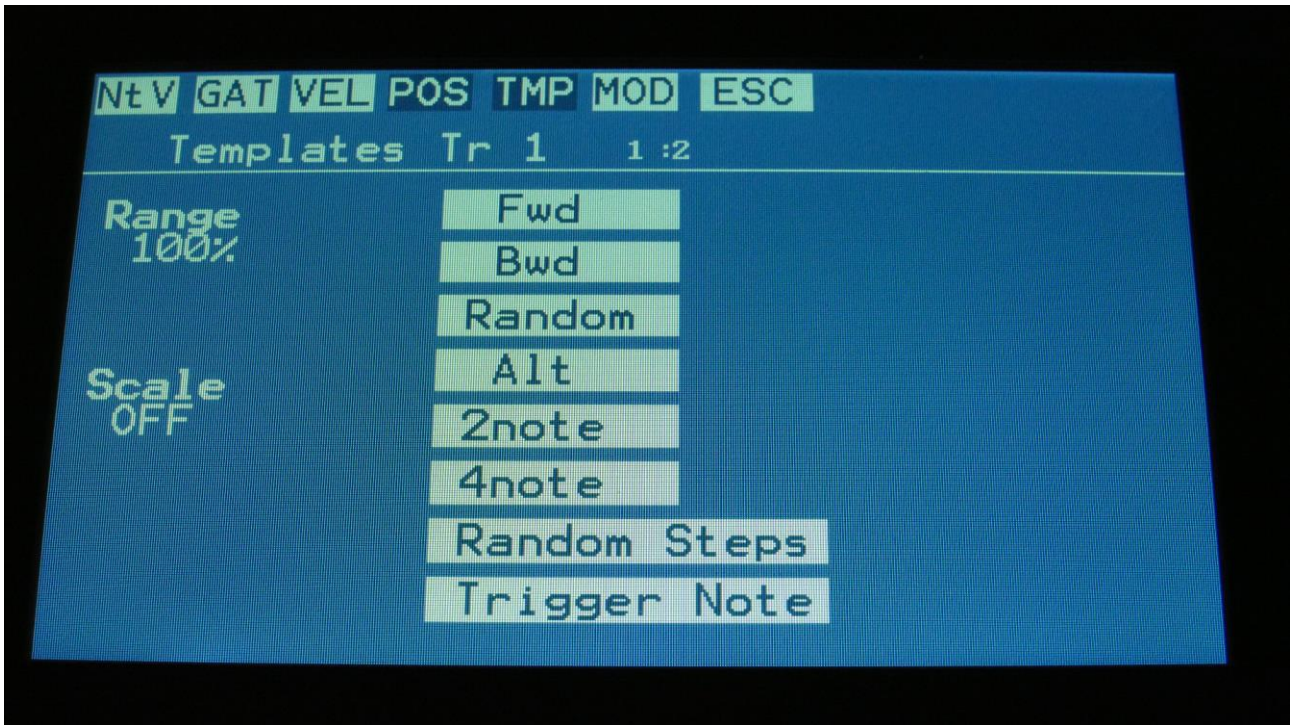 NtV GAT VEL POS TMP MOD ESC
Templates Tr 1 1 :2
Range
100%
Scale
OFF
Fwd
Bwd
Random
Alt
2note
4note
Random Steps
Trigger Note